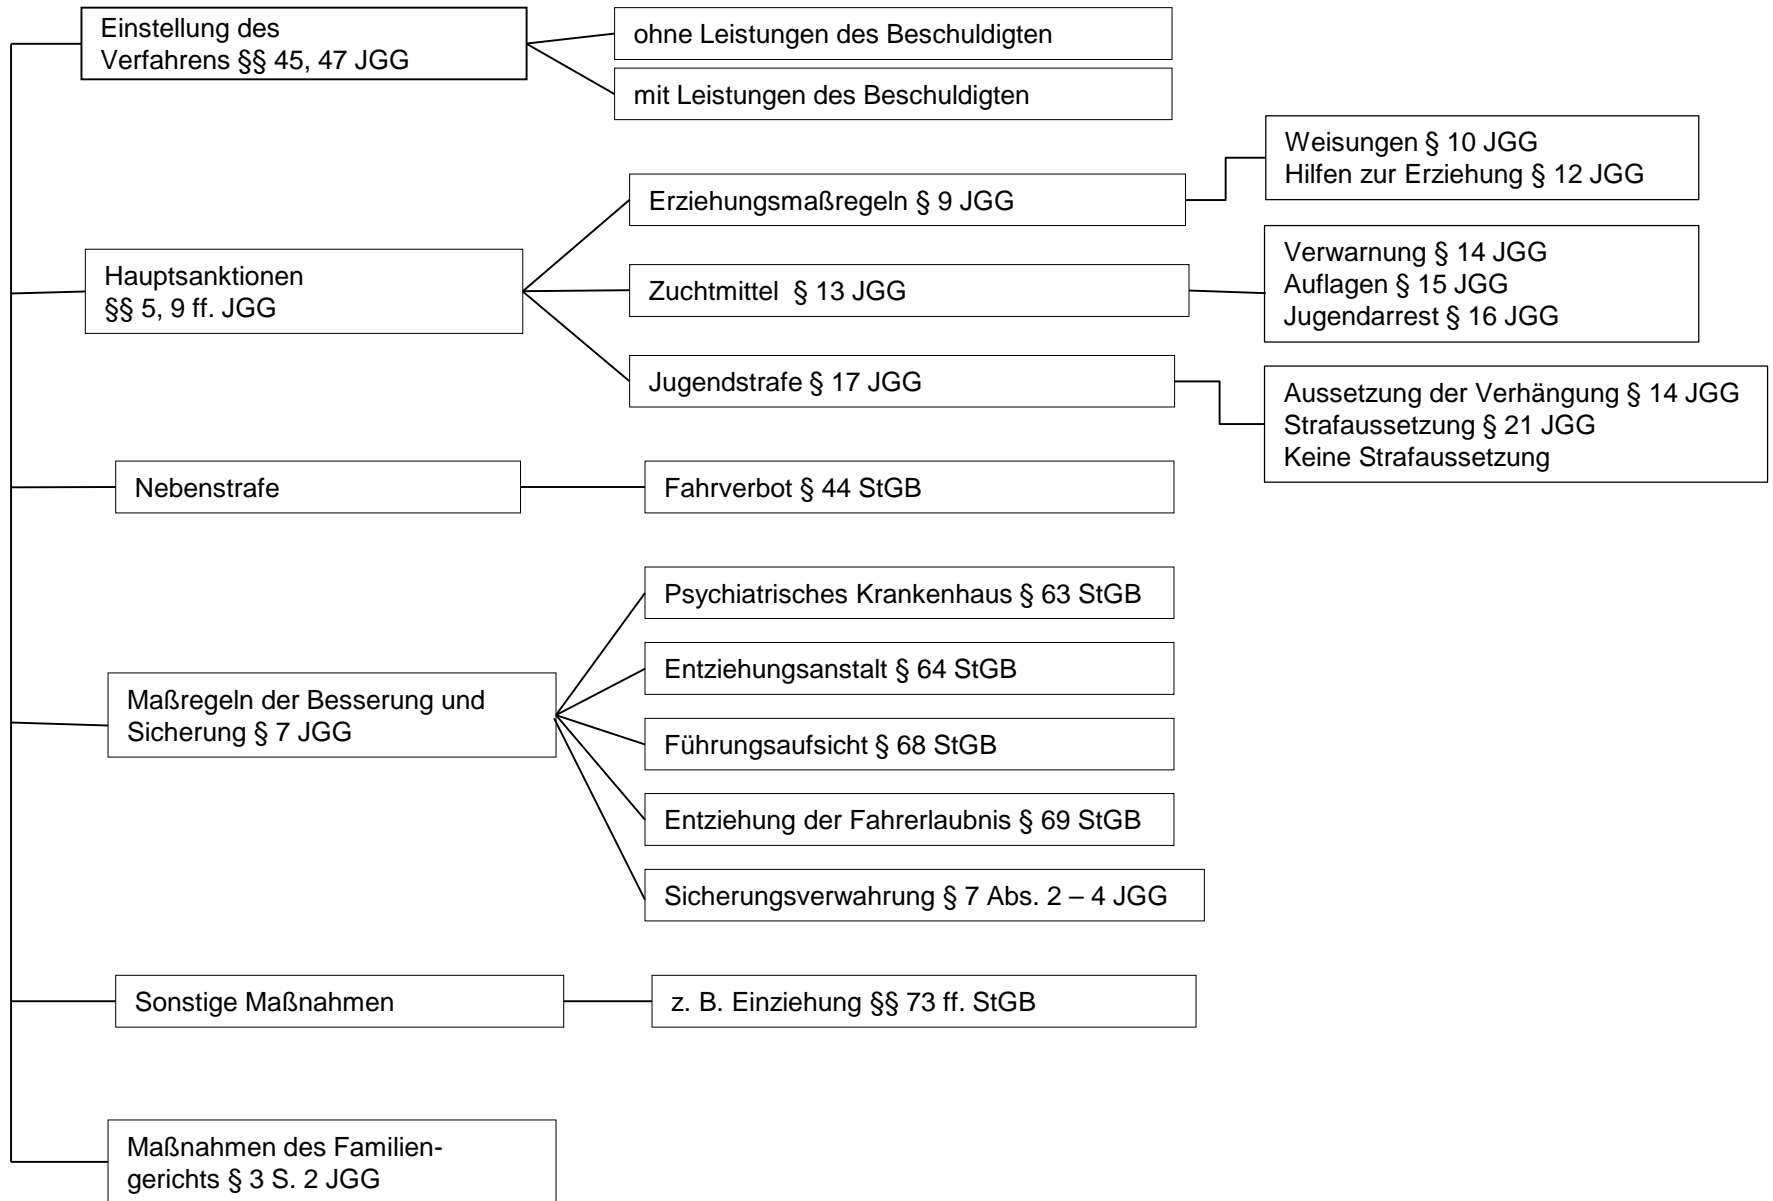 Einstellung des
Verfahrens §§ 45, 47 JGG
ohne Leistungen des Beschuldigten
mit Leistungen des Beschuldigten
Hauptsanktionen
§§ 5, 9 ff. JGG
Erziehungsmaßregeln § 9 JGG
Weisungen § 10 JGG
Hilfen zur Erziehung § 12 JGG
Zuchtmittel § 13 JGG
Verwarnung § 14 JGG
Auflagen § 15 JGG
Jugendarrest § 16 JGG
Jugendstrafe § 17 JGG
Aussetzung der Verhängung § 14 JGG
Strafaussetzung § 21 JGG
Keine Strafaussetzung
Nebenstrafe
Fahrverbot § 44 StGB
Maßregeln der Besserung und
Sicherung § 7 JGG
Psychiatrisches Krankenhaus § 63 StGB
Entziehungsanstalt § 64 StGB
Führungsaufsicht § 68 StGB
Entziehung der Fahrerlaubnis § 69 StGB
Sicherungsverwahrung § 7 Abs. 2 – 4 JGG
Sonstige Maßnahmen
z. B. Einziehung §§ 73 ff. StGB
Maßnahmen des Familien-
gerichts § 3 S. 2 JGG